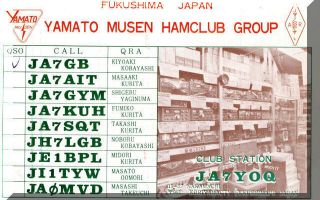 FUKUSHIMA JAPAN
YAMATO
YAMATO MUSEN HAMCLUB GROUP
QSO CALL QRA
JA7GB KIYOAKI KOBAYASHI
JA7AIT MASAAKI KURITA
JA7GYM SHIGERU YAGINUMA
JA7KUH FUMIKO KURITA
JA7SQT TAKASHI KURITA
JH7LGB NOBORU KOBAYASHI
JE1BPL MIDORI KURITA
JI1TYW MASATO OOMORI
JAØMVD MASASHI TAKEUCHI
CLUB STATION
JA7YOQ
JAPAN